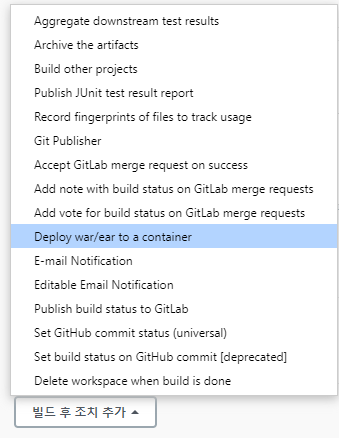 Aggregate downstream test results
Archive the artifacts
Build other projects
Publish JUnit test result report
Record fingerprints of files to track usage
Git Publisher
Accept GitLab merge request on success
Add note with build status on GitLab merge requests
Add vote for build status on GitLab merge requests
Deploy war/ear to a container
E-mail Notification
Editable Email Notification
Publish build status to GitLab
Set GitHub commit status (universal)
Set build status on GitHub commit [deprecated]
Delete workspace when build is done
빌드 후 조치 추가